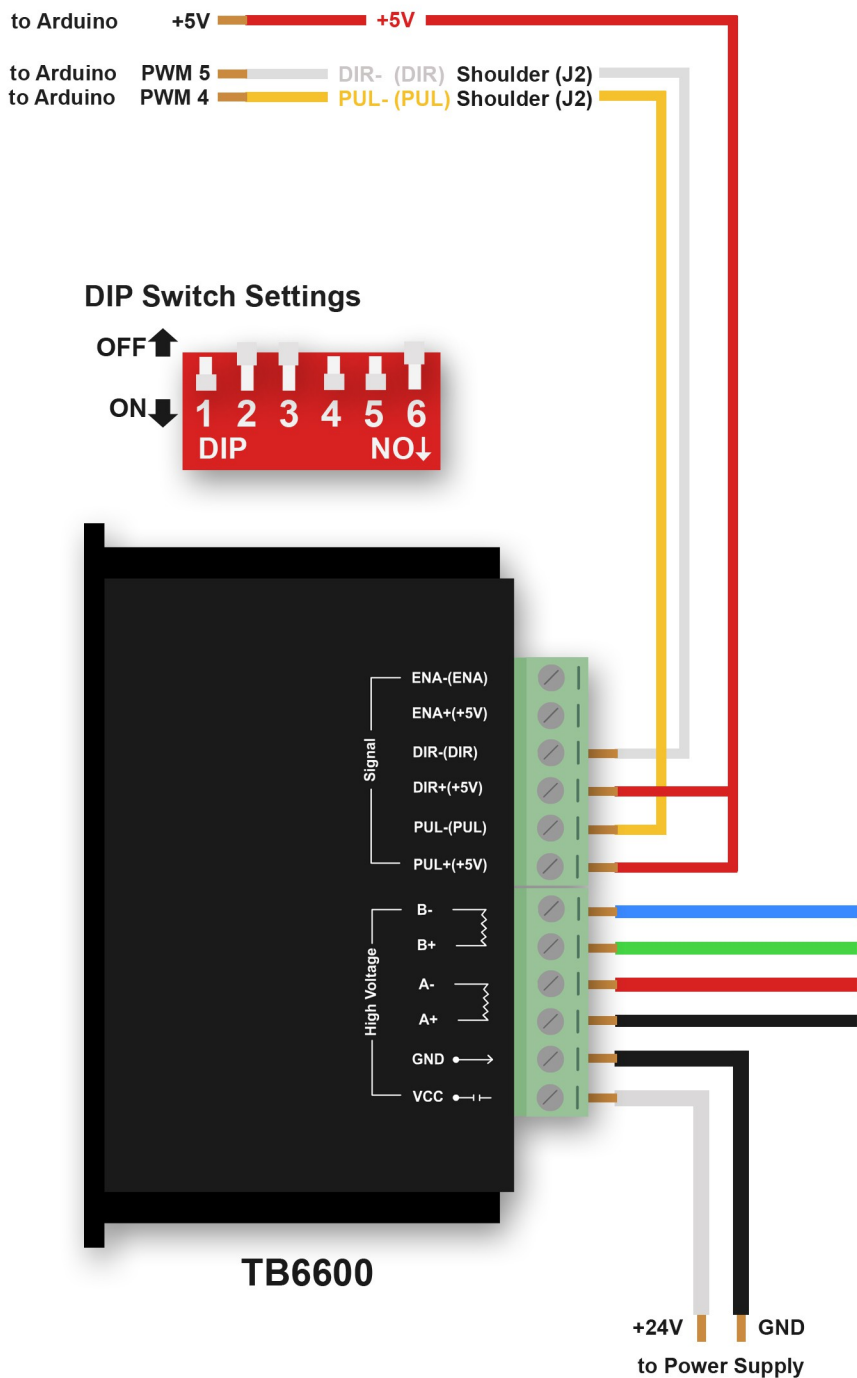 to Arduino +5V +5V
to Arduino PWM 5 DIR- (DIR) Shoulder (J2)
to Arduino PWM 4 PUL- (PUL) Shoulder (J2)
DIP Switch Settings
OFF
ON
1 2 3 4 5 6
DIP NO↓
Signal
ENA-(ENA)
ENA+(+5V)
DIR-(DIR)
DIR+(+5V)
PUL-(PUL)
PUL+(+5V)
High Voltage
B-
B+
A-
A+
GND
VCC
TB6600
+24V GND
to Power Supply